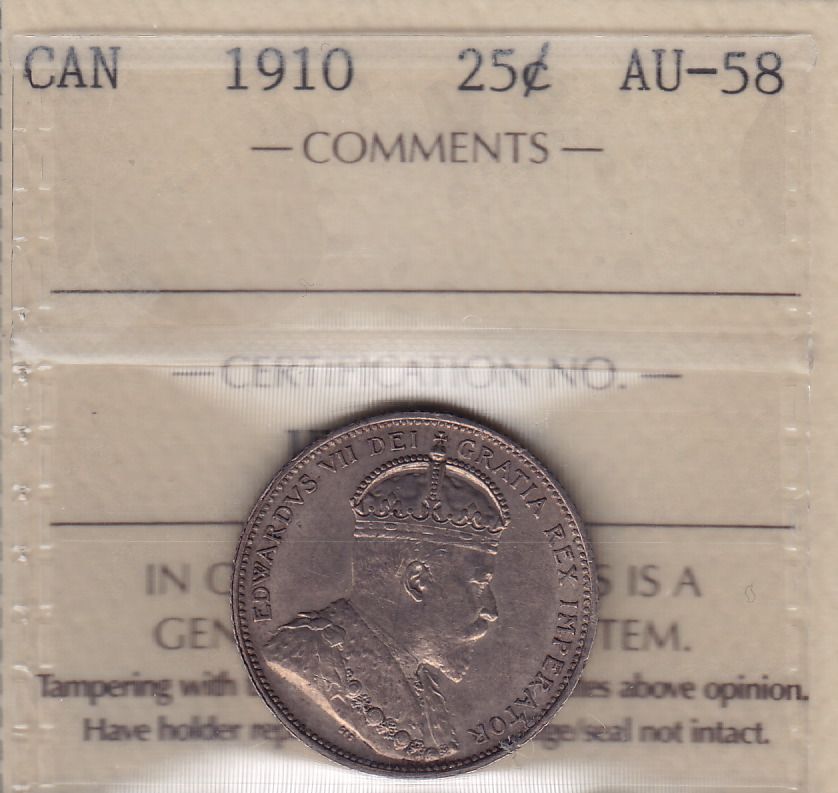 CAN 1910 25¢ AU-58
— COMMENTS —
— CERTIFICATION NO. —
EDWARDVS VII DEI GRATIA REX IMPERATOR
IN S IS A
GEN TEM.
Tampering with es above opinion.
Have holder rep ge/seal not intact.